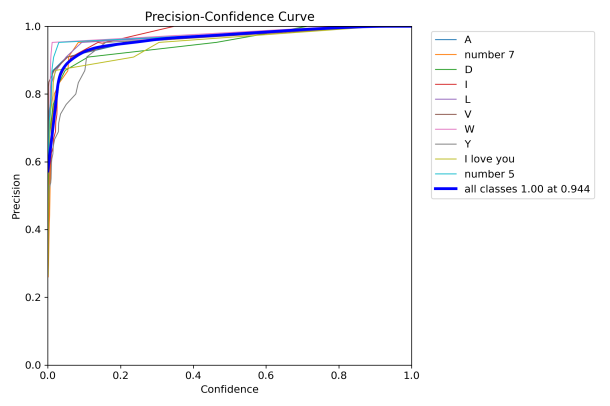 Precision-Confidence Curve
1.0
0.8
0.6
0.4
0.2
0.0
Precision
0.0 0.2 0.4 0.6 0.8 1.0
Confidence
A
number 7
D
I
L
V
W
Y
I love you
number 5
all classes 1.00 at 0.944